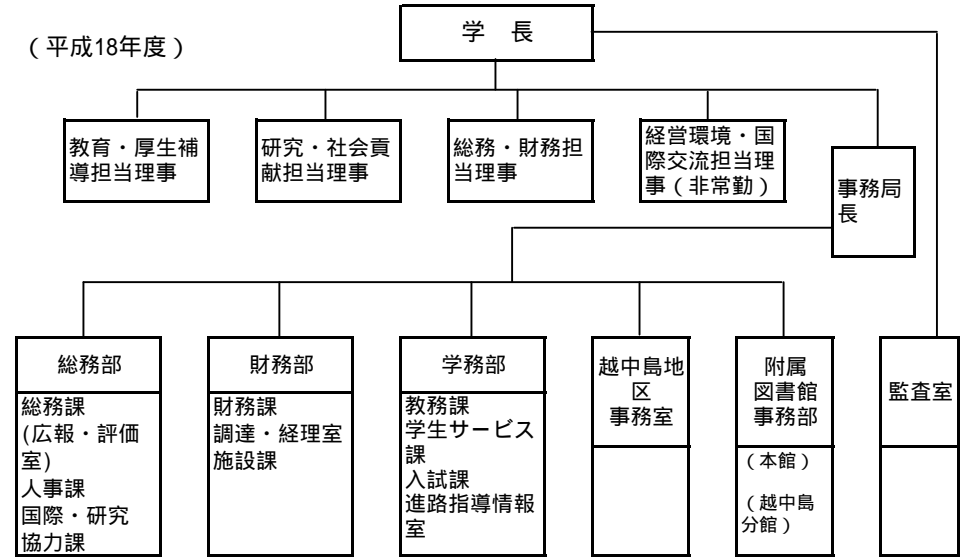 学 長
(平成18年度)
教育・厚生補
導担当理事
研究・社会貢
献担当理事
総務・財務担
当理事
経営環境・国
際交流担当理
事(非常勤)
事務局
長
総務部
総務課
(広報・評価
室)
人事課
国際・研究
協力課
財務部
財務課
調達・経理室
施設課
学務部
教務課
学生サービス
課
入試課
進路指導情報
室
越中島地
区
事務室
附属
図書館
事務部
(本館)
(越中島
分館)
監査室